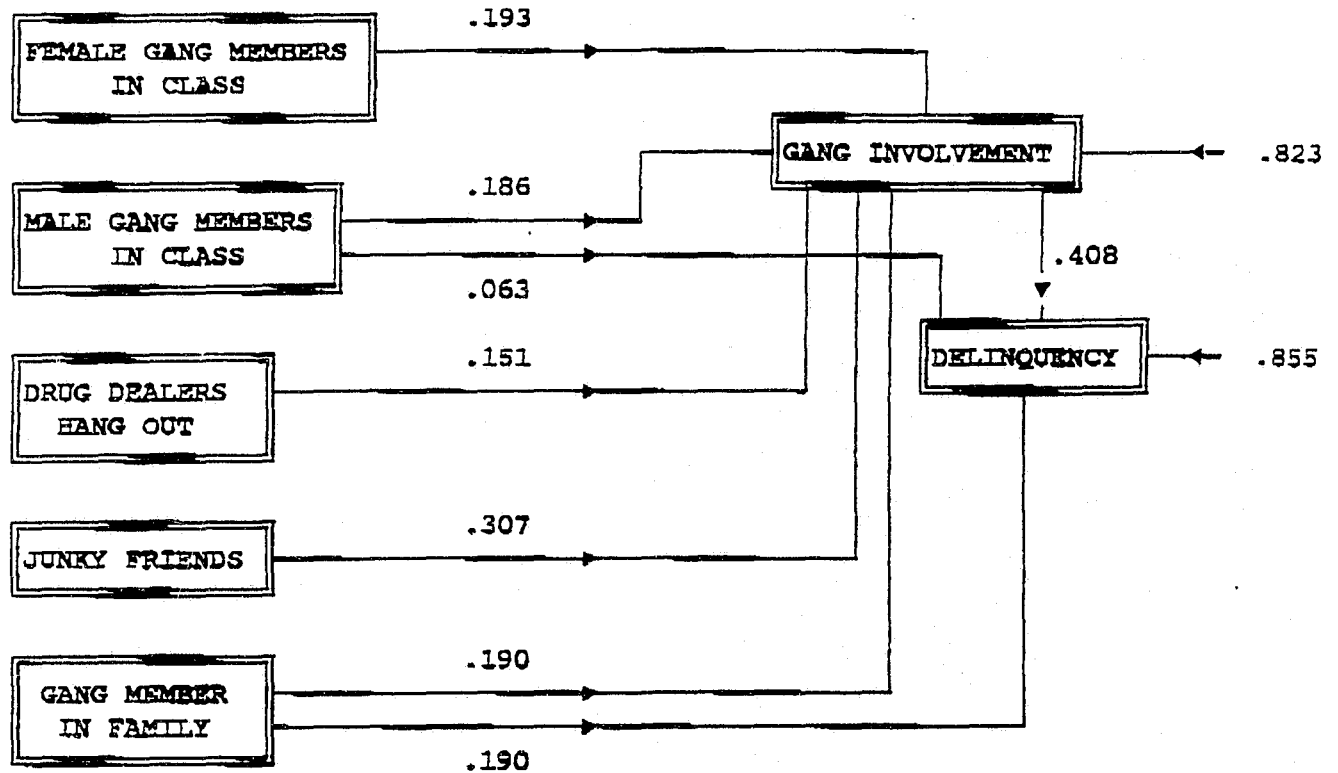 .193
FEMALE GANG MEMBERS
IN CLASS
GANG INVOLVEMENT
.823
.186
MALE GANG MEMBERS
IN CLASS
.063
.408
.151
DELINQUENCY
.855
DRUG DEALERS
HANG OUT
.307
JUNKY FRIENDS
.190
GANG MEMBER
IN FAMILY
.190